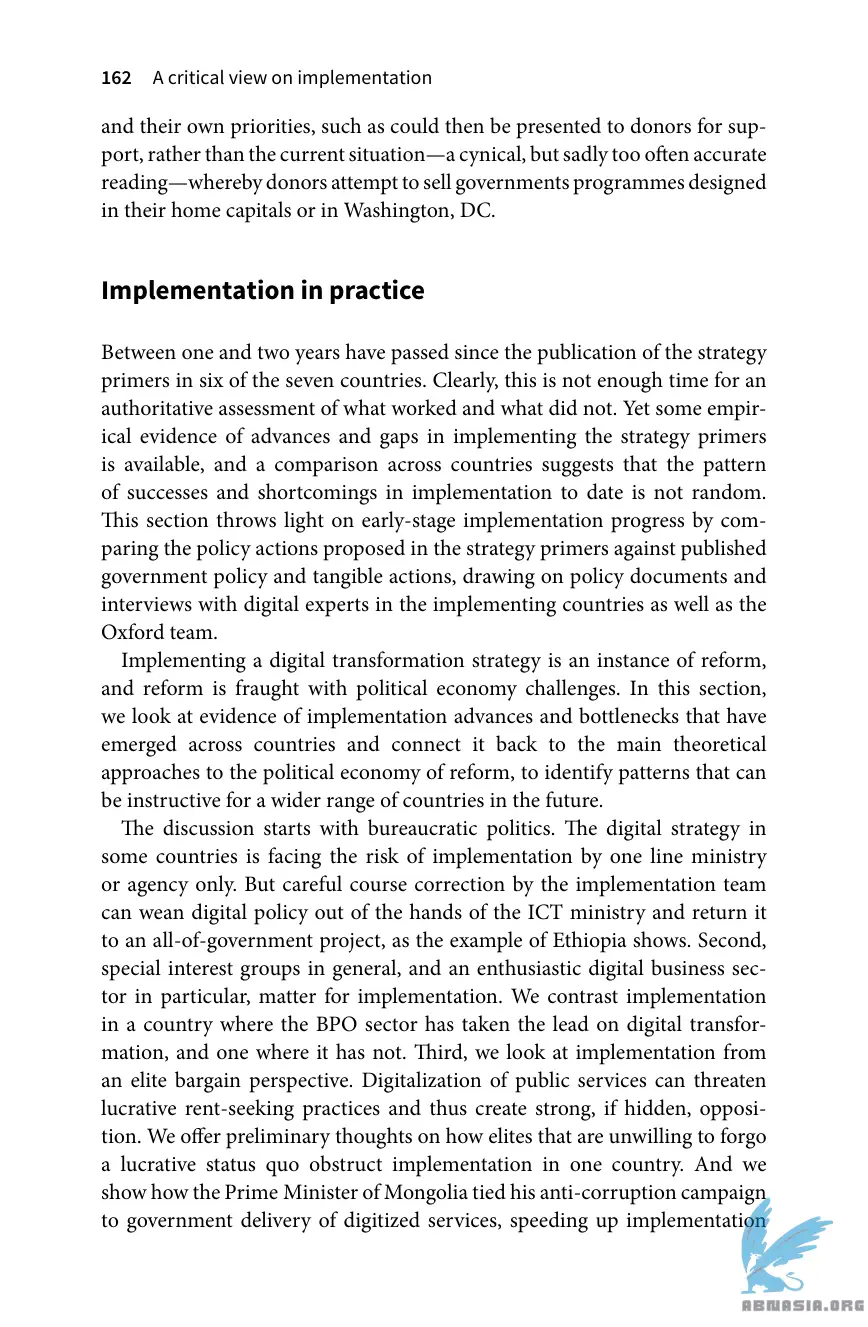 162 A critical view on implementation
and their own priorities, such as could then be presented to donors for sup-
port, rather than the current situation—a cynical, but sadly too often accurate
reading—whereby donors attempt to sell governments programmes designed
in their home capitals or in Washington, DC.
Implementation in practice
Between one and two years have passed since the publication of the strategy
primers in six of the seven countries. Clearly, this is not enough time for an
authoritative assessment of what worked and what did not. Yet some empir-
ical evidence of advances and gaps in implementing the strategy primers
is available, and a comparison across countries suggests that the pattern
of successes and shortcomings in implementation to date is not random.
This section throws light on early-stage implementation progress by com-
paring the policy actions proposed in the strategy primers against published
government policy and tangible actions, drawing on policy documents and
interviews with digital experts in the implementing countries as well as the
Oxford team.
Implementing a digital transformation strategy is an instance of reform,
and reform is fraught with political economy challenges. In this section,
we look at evidence of implementation advances and bottlenecks that have
emerged across countries and connect it back to the main theoretical
approaches to the political economy of reform, to identify patterns that can
be instructive for a wider range of countries in the future.
The discussion starts with bureaucratic politics. The digital strategy in
some countries is facing the risk of implementation by one line ministry
or agency only. But careful course correction by the implementation team
can wean digital policy out of the hands of the ICT ministry and return it
to an all-of-government project, as the example of Ethiopia shows. Second,
special interest groups in general, and an enthusiastic digital business sec-
tor in particular, matter for implementation. We contrast implementation
in a country where the BPO sector has taken the lead on digital transfor-
mation, and one where it has not. Third, we look at implementation from
an elite bargain perspective. Digitalization of public services can threaten
lucrative rent-seeking practices and thus create strong, if hidden, opposi-
tion. We offer preliminary thoughts on how elites that are unwilling to forgo
a lucrative status quo obstruct implementation in one country. And we
show how the Prime Minister of Mongolia tied his anti-corruption campaign
to government delivery of digitized services, speeding up implementation
ABNASIA.ORG